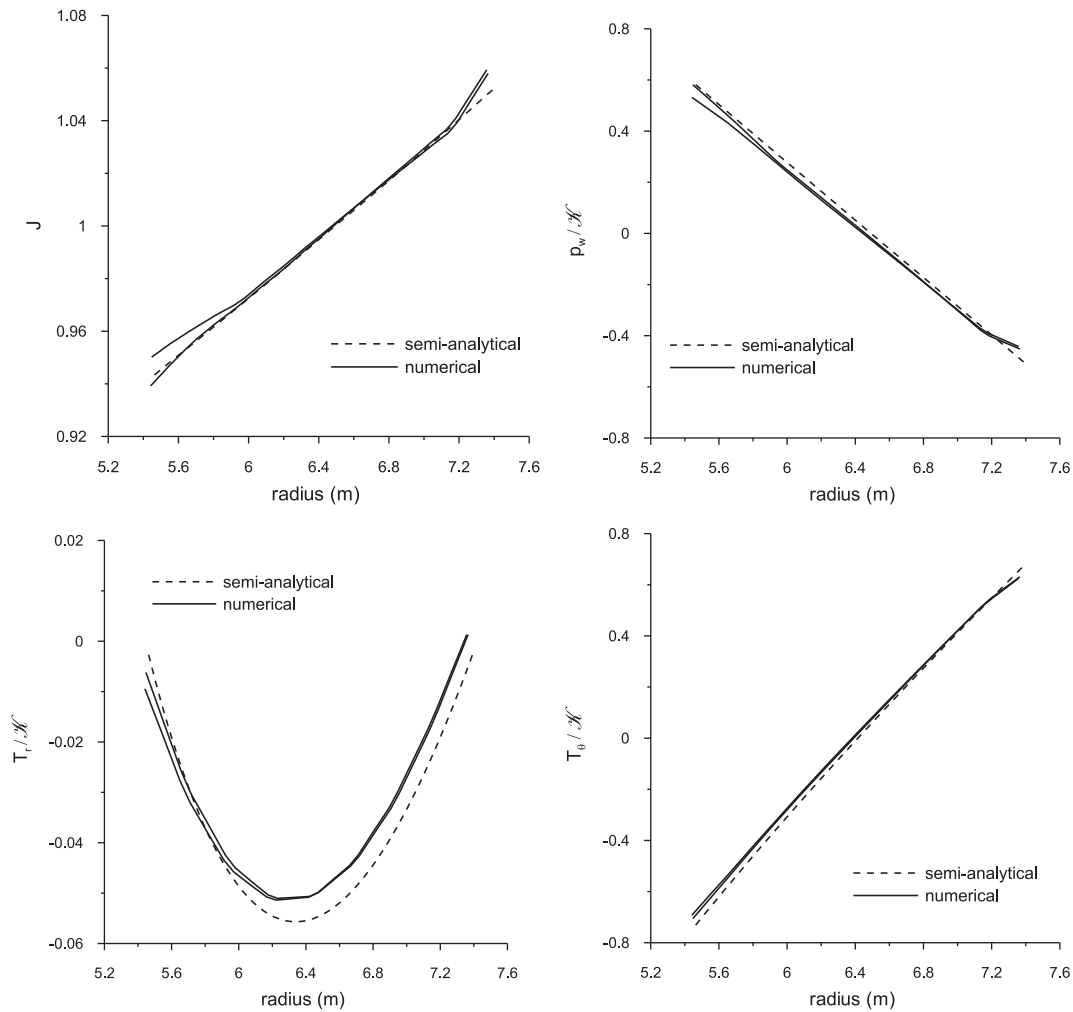 1.08
1.04
1
0.96
0.92
J
semi-analytical
numerical
5.2 5.6 6 6.4 6.8 7.2 7.6
radius (m)
0.8
0.4
0
-0.4
-0.8
p_w / 𝒦
semi-analytical
numerical
5.2 5.6 6 6.4 6.8 7.2 7.6
radius (m)
0.02
0
-0.02
-0.04
-0.06
T_r / 𝒦
semi-analytical
numerical
5.2 5.6 6 6.4 6.8 7.2 7.6
radius (m)
0.8
0.4
0
-0.4
-0.8
T_θ / 𝒦
semi-analytical
numerical
5.2 5.6 6 6.4 6.8 7.2 7.6
radius (m)